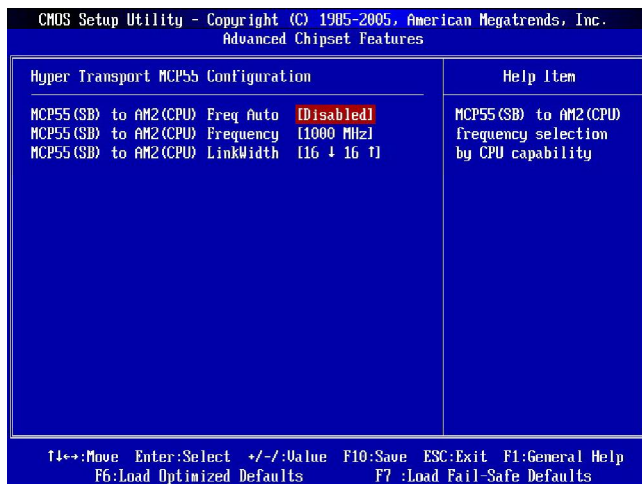 CMOS Setup Utility - Copyright (C) 1985-2005, American Megatrends, Inc.
Advanced Chipset Features
Hyper Transport MCP55 Configuration
Help Item
MCP55(SB) to AM2(CPU) Freq Auto [Disabled]
MCP55(SB) to AM2(CPU) Frequency [1000 MHz]
MCP55(SB) to AM2(CPU) LinkWidth [16 ↓ 16 ↑]
MCP55(SB) to AM2(CPU)
frequency selection
by CPU capability
↑↓←→:Move Enter:Select +/-/:Value F10:Save ESC:Exit F1:General Help
F6:Load Optimized Defaults F7 :Load Fail-Safe Defaults